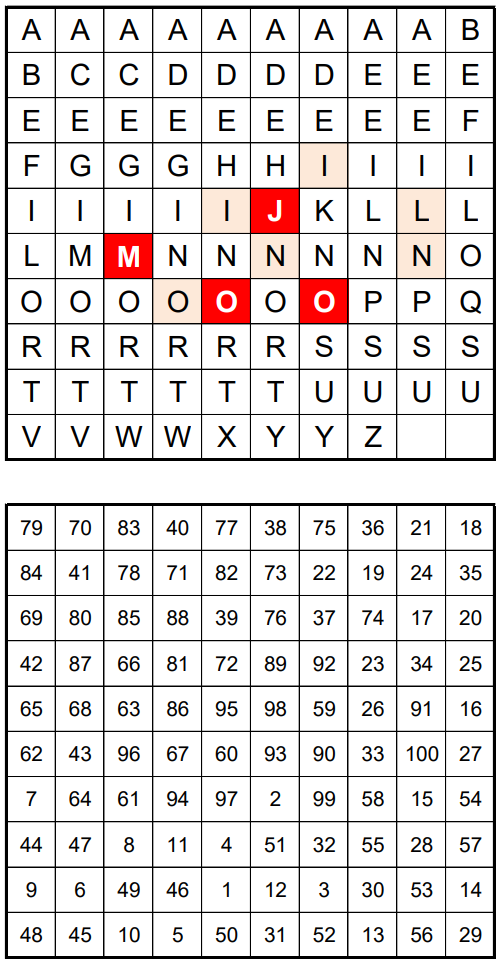 A A A A A A A A A B
B C C D D D D E E E
E E E E E E E E E F
F G G G H H I I I I
I I I I I J K L L L
L M M N N N N N N O
O O O O O O O P P Q
R R R R R R S S S S
T T T T T T U U U U
V V W W X Y Y Z
79 70 83 40 77 38 75 36 21 18
84 41 78 71 82 73 22 19 24 35
69 80 85 88 39 76 37 74 17 20
42 87 66 81 72 89 92 23 34 25
65 68 63 86 95 98 59 26 91 16
62 43 96 67 60 93 90 33 100 27
7 64 61 94 97 2 99 58 15 54
44 47 8 11 4 51 32 55 28 57
9 6 49 46 1 12 3 30 53 14
48 45 10 5 50 31 52 13 56 29